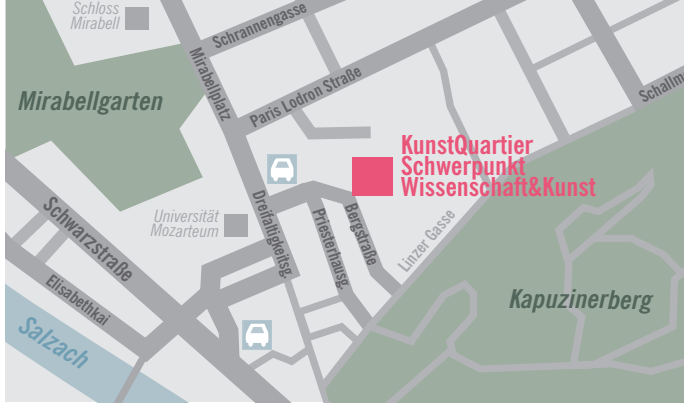 Schloss
Mirabell
Schrannengasse
Mirabellplatz
Mirabellgarten
Paris Lodron Straße
Schallm
KunstQuartier
Schwerpunkt
Wissenschaft&Kunst
Schwarzstraße
Universität
Mozarteum
Dreifaltigkeitsg.
Priesterhausg.
Bergstraße
Linzer Gasse
Elisabethkai
Kapuzinerberg
Salzach